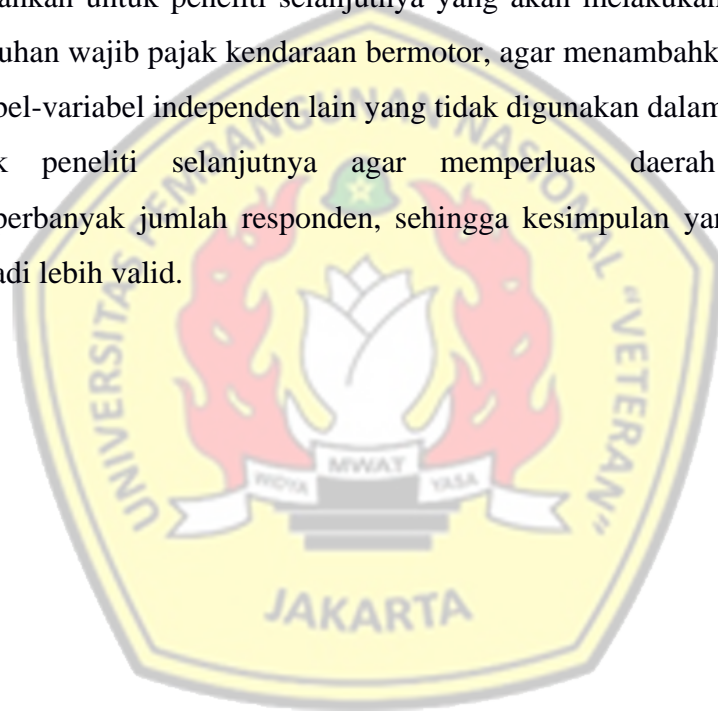 ankan untuk peneliti selanjutnya yang akan melakukan
uhan wajib pajak kendaraan bermotor, agar menambahk
bel-variabel independen lain yang tidak digunakan dalam
k peneliti selanjutnya agar memperluas daerah
perbanyak jumlah responden, sehingga kesimpulan yan
adi lebih valid.
UNIVERSITAS PEMBANGUNAN NASIONAL "VETERAN"
WIDYA MWAT YASA
JAKARTA